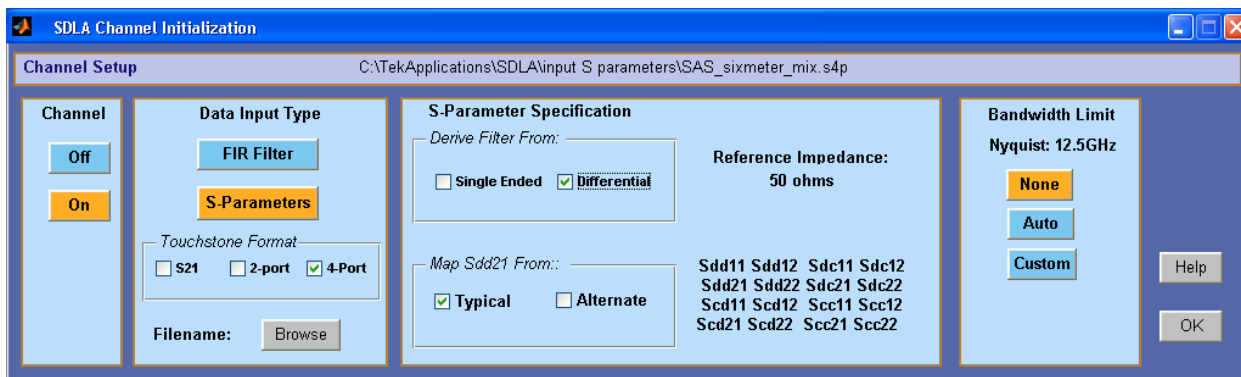 SDLA Channel Initialization
Channel Setup
C:\TekApplications\SDLA\input S parameters\SAS_sixmeter_mix.s4p
Channel
Off
On
Data Input Type
FIR Filter
S-Parameters
Touchstone Format
S21 2-port 4-Port
Filename: Browse
S-Parameter Specification
Derive Filter From:
Single Ended Differential
Reference Impedance:
50 ohms
Map Sdd21 From::
Typical Alternate
Sdd11 Sdd12 Sdc11 Sdc12
Sdd21 Sdd22 Sdc21 Sdc22
Scd11 Scd12 Scc11 Scc12
Scd21 Scd22 Scc21 Scc22
Bandwidth Limit
Nyquist: 12.5GHz
None
Auto
Custom
Help
OK